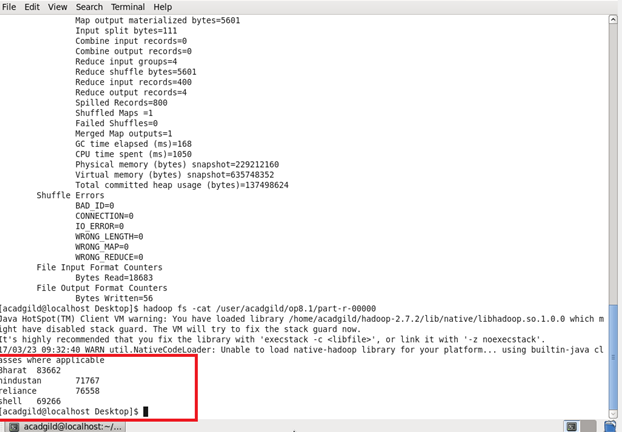 File Edit View Search Terminal Help
Map output materialized bytes=5601
Input split bytes=111
Combine input records=0
Combine output records=0
Reduce input groups=4
Reduce shuffle bytes=5601
Reduce input records=400
Reduce output records=4
Spilled Records=800
Shuffled Maps =1
Failed Shuffles=0
Merged Map outputs=1
GC time elapsed (ms)=168
CPU time spent (ms)=1050
Physical memory (bytes) snapshot=229212160
Virtual memory (bytes) snapshot=635748352
Total committed heap usage (bytes)=137498624
Shuffle Errors
BAD_ID=0
CONNECTION=0
IO_ERROR=0
WRONG_LENGTH=0
WRONG_MAP=0
WRONG_REDUCE=0
File Input Format Counters
Bytes Read=18683
File Output Format Counters
Bytes Written=56
[acadgild@localhost Desktop]$ hadoop fs -cat /user/acadgild/op8.1/part-r-00000
Java HotSpot(TM) Client VM warning: You have loaded library /home/acadgild/hadoop-2.7.2/lib/native/libhadoop.so.1.0.0 which m
ight have disabled stack guard. The VM will try to fix the stack guard now.
It's highly recommended that you fix the library with 'execstack -c <libfile>', or link it with '-z noexecstack'.
17/03/23 09:32:40 WARN util.NativeCodeLoader: Unable to load native-hadoop library for your platform... using builtin-java cl
asses where applicable
Bharat 83662
hindustan 71767
reliance 76558
shell 69266
[acadgild@localhost Desktop]$
acadgild@localhost:~/...